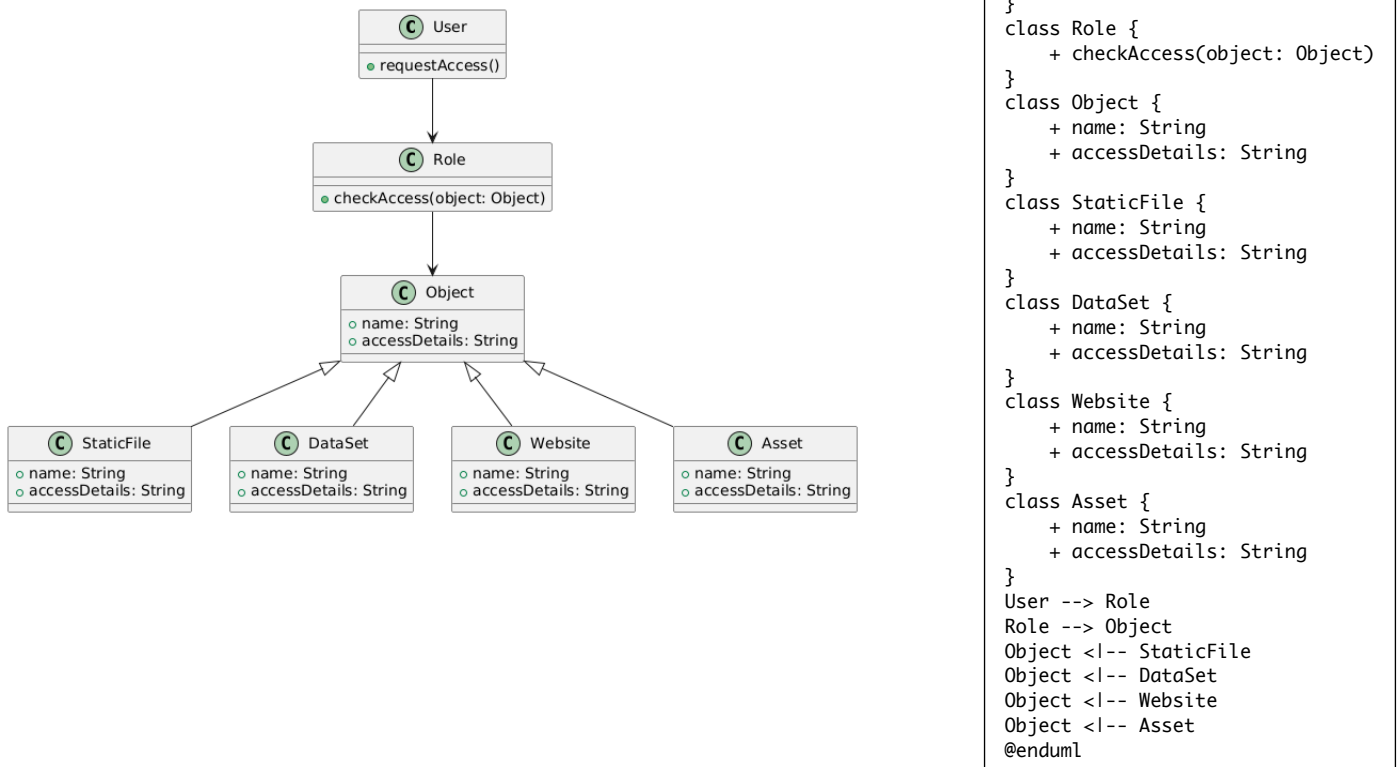 C User
requestAccess()
C Role
checkAccess(object: Object)
C Object
name: String
accessDetails: String
C StaticFile
name: String
accessDetails: String
C DataSet
name: String
accessDetails: String
C Website
name: String
accessDetails: String
C Asset
name: String
accessDetails: String
}
class Role {
+ checkAccess(object: Object)
}
class Object {
+ name: String
+ accessDetails: String
}
class StaticFile {
+ name: String
+ accessDetails: String
}
class DataSet {
+ name: String
+ accessDetails: String
}
class Website {
+ name: String
+ accessDetails: String
}
class Asset {
+ name: String
+ accessDetails: String
}
User --> Role
Role --> Object
Object <|-- StaticFile
Object <|-- DataSet
Object <|-- Website
Object <|-- Asset
@enduml